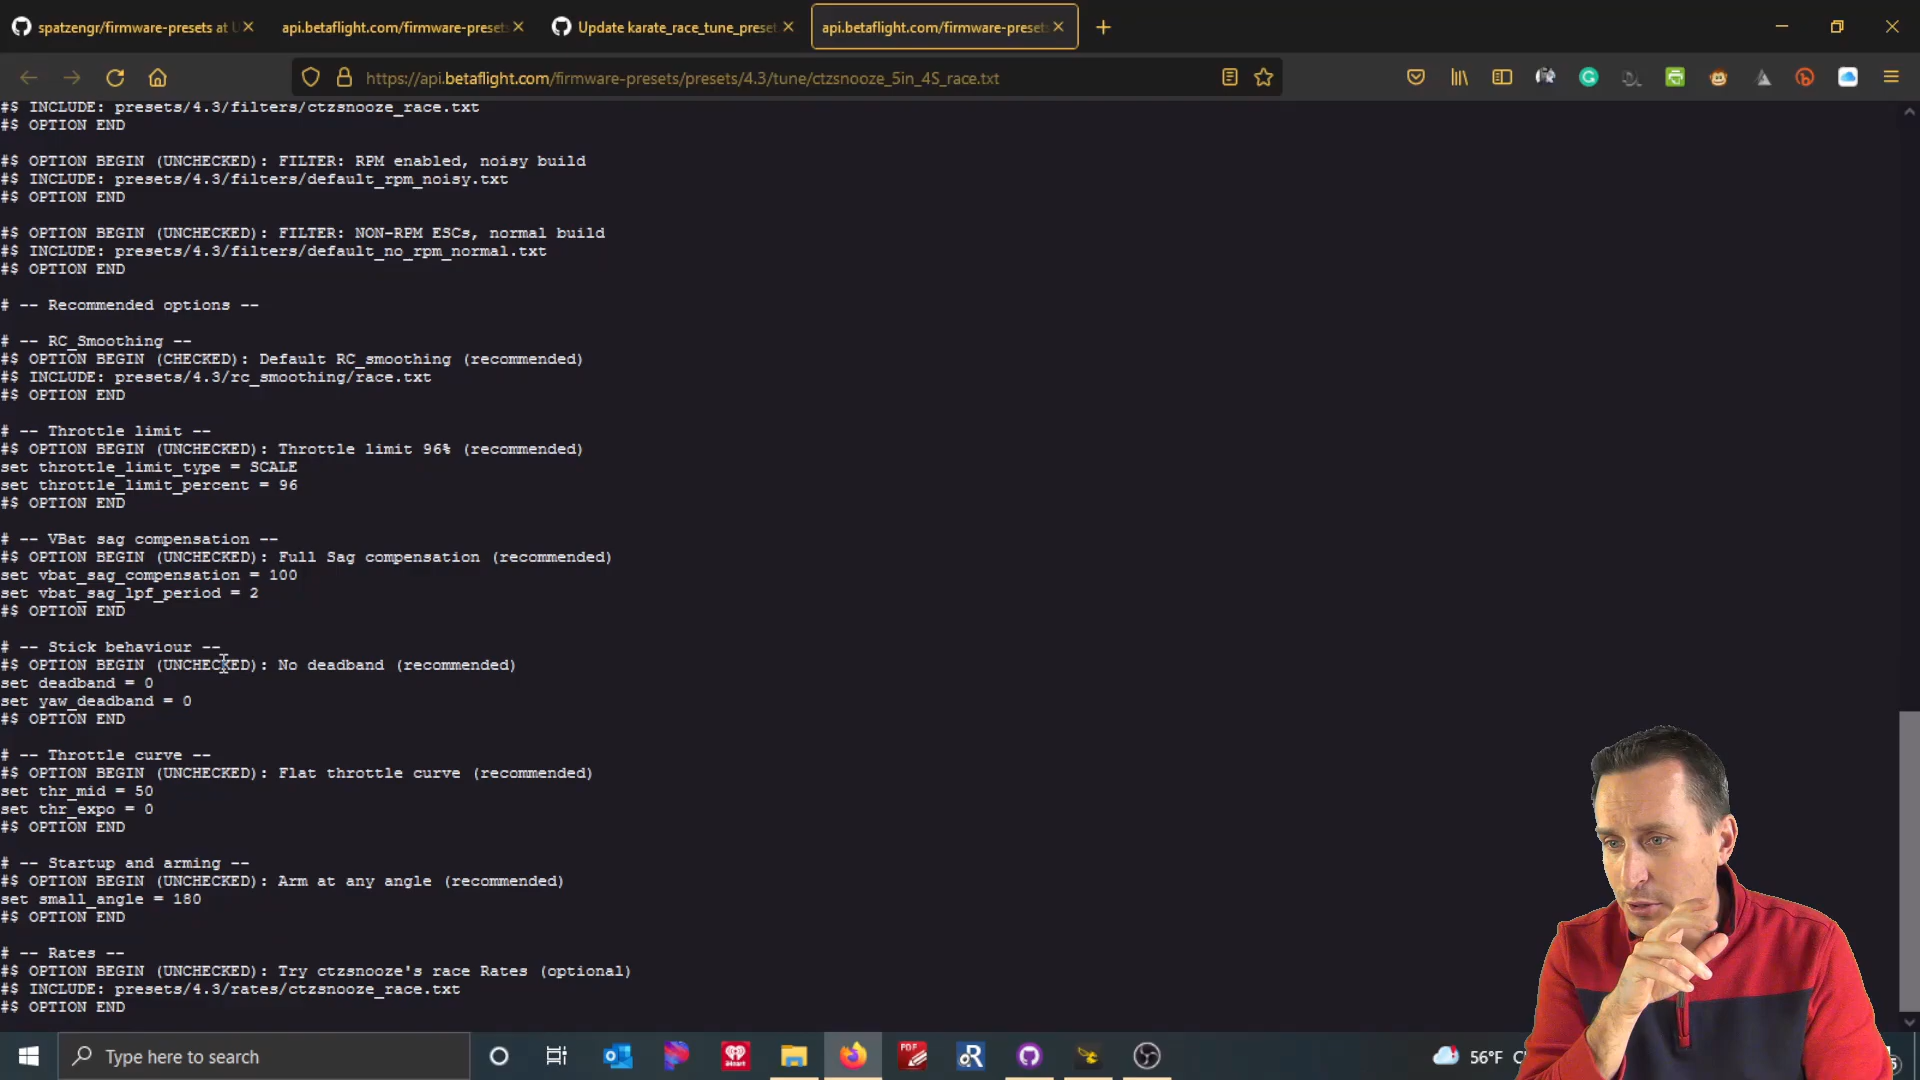 spatzengr/firmware-presets at
api.betaflight.com/firmware-presets
Update karate_race_tune_preset
api.betaflight.com/firmware-presets
https://api.betaflight.com/firmware-presets/presets/4.3/tune/ctzsnooze_5in_4S_race.txt
#$ INCLUDE: presets/4.3/filters/ctzsnooze_race.txt
#$ OPTION END
#$ OPTION BEGIN (UNCHECKED): FILTER: RPM enabled, noisy build
#$ INCLUDE: presets/4.3/filters/default_rpm_noisy.txt
#$ OPTION END
#$ OPTION BEGIN (UNCHECKED): FILTER: NON-RPM ESCs, normal build
#$ INCLUDE: presets/4.3/filters/default_no_rpm_normal.txt
#$ OPTION END
# -- Recommended options --
# -- RC_Smoothing --
#$ OPTION BEGIN (CHECKED): Default RC_smoothing (recommended)
#$ INCLUDE: presets/4.3/rc_smoothing/race.txt
#$ OPTION END
# -- Throttle limit --
#$ OPTION BEGIN (UNCHECKED): Throttle limit 96% (recommended)
set throttle_limit_type = SCALE
set throttle_limit_percent = 96
#$ OPTION END
# -- VBat sag compensation --
#$ OPTION BEGIN (UNCHECKED): Full Sag compensation (recommended)
set vbat_sag_compensation = 100
set vbat_sag_lpf_period = 2
#$ OPTION END
# -- Stick behaviour --
#$ OPTION BEGIN (UNCHECKED): No deadband (recommended)
set deadband = 0
set yaw_deadband = 0
#$ OPTION END
# -- Throttle curve --
#$ OPTION BEGIN (UNCHECKED): Flat throttle curve (recommended)
set thr_mid = 50
set thr_expo = 0
#$ OPTION END
# -- Startup and arming --
#$ OPTION BEGIN (UNCHECKED): Arm at any angle (recommended)
set small_angle = 180
#$ OPTION END
# -- Rates --
#$ OPTION BEGIN (UNCHECKED): Try ctzsnooze's race Rates (optional)
#$ INCLUDE: presets/4.3/rates/ctzsnooze_race.txt
#$ OPTION END
Type here to search
56°F